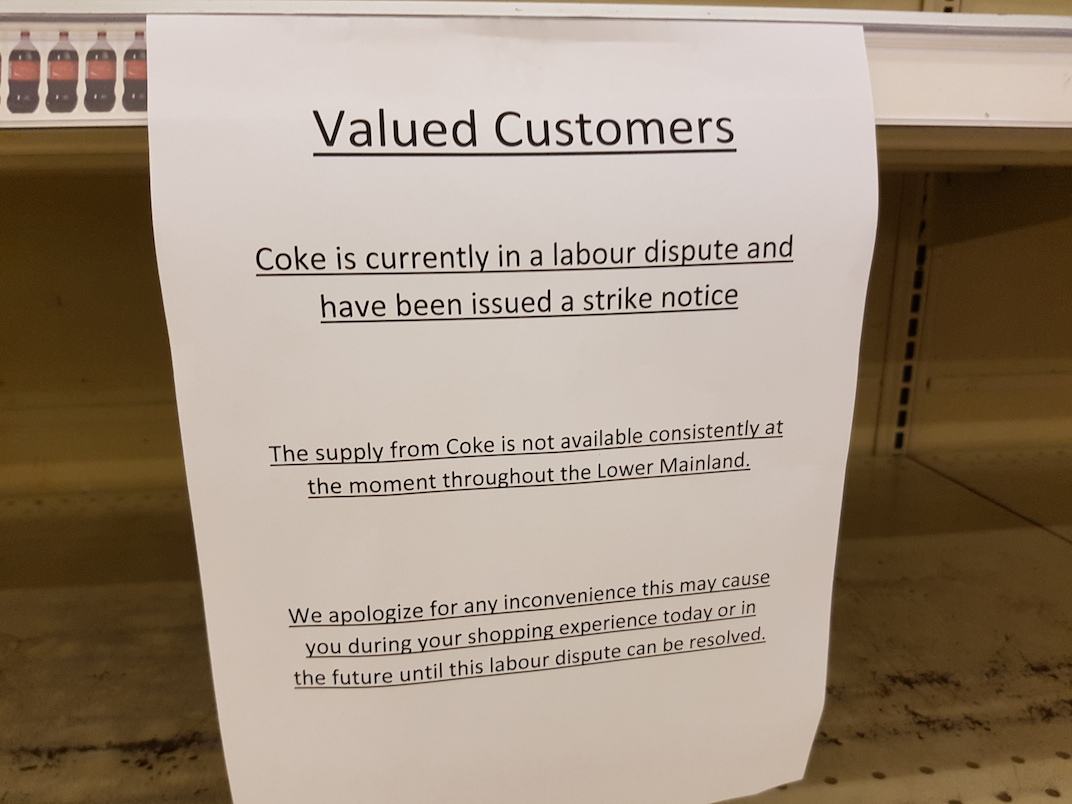 Valued Customers
Coke is currently in a labour dispute and
have been issued a strike notice
The supply from Coke is not available consistently at
the moment throughout the Lower Mainland.
We apologize for any inconvenience this may cause
you during your shopping experience today or in
the future until this labour dispute can be resolved.